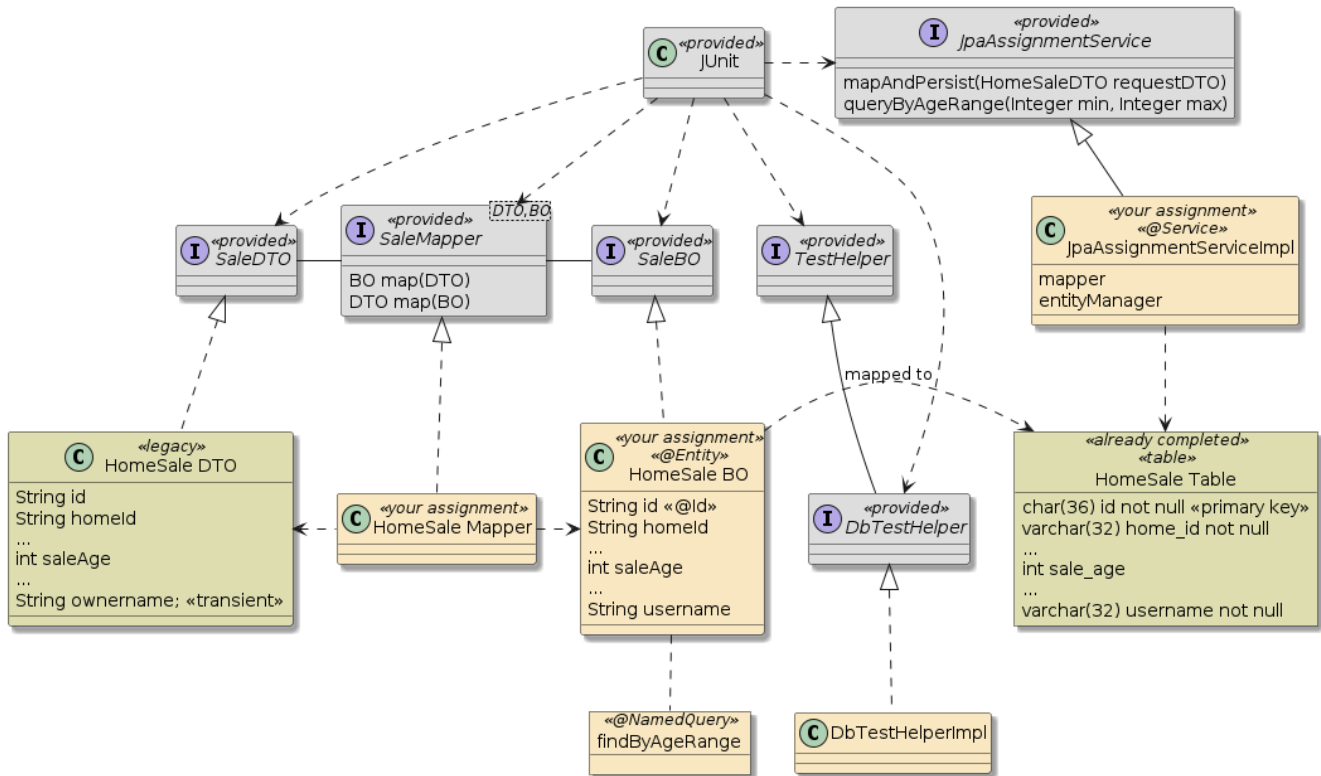 «provided»
C JUnit
«provided»
I JpaAssignmentService
mapAndPersist(HomeSaleDTO requestDTO)
queryByAgeRange(Integer min, Integer max)
«provided»
I SaleDTO
DTO,BO
«provided»
I SaleMapper
BO map(DTO)
DTO map(BO)
«provided»
I SaleBO
«provided»
I TestHelper
«your assignment»
«@Service»
C JpaAssignmentServiceImpl
mapper
entityManager
mapped to
«legacy»
C HomeSale DTO
String id
String homeId
...
int saleAge
...
String ownername; «transient»
«your assignment»
C HomeSale Mapper
«your assignment»
«@Entity»
C HomeSale BO
String id «@Id»
String homeId
...
int saleAge
...
String username
«provided»
I DbTestHelper
«already completed»
«table»
HomeSale Table
char(36) id not null «primary key»
varchar(32) home_id not null
...
int sale_age
...
varchar(32) username not null
«@NamedQuery»
findByAgeRange
C DbTestHelperImpl